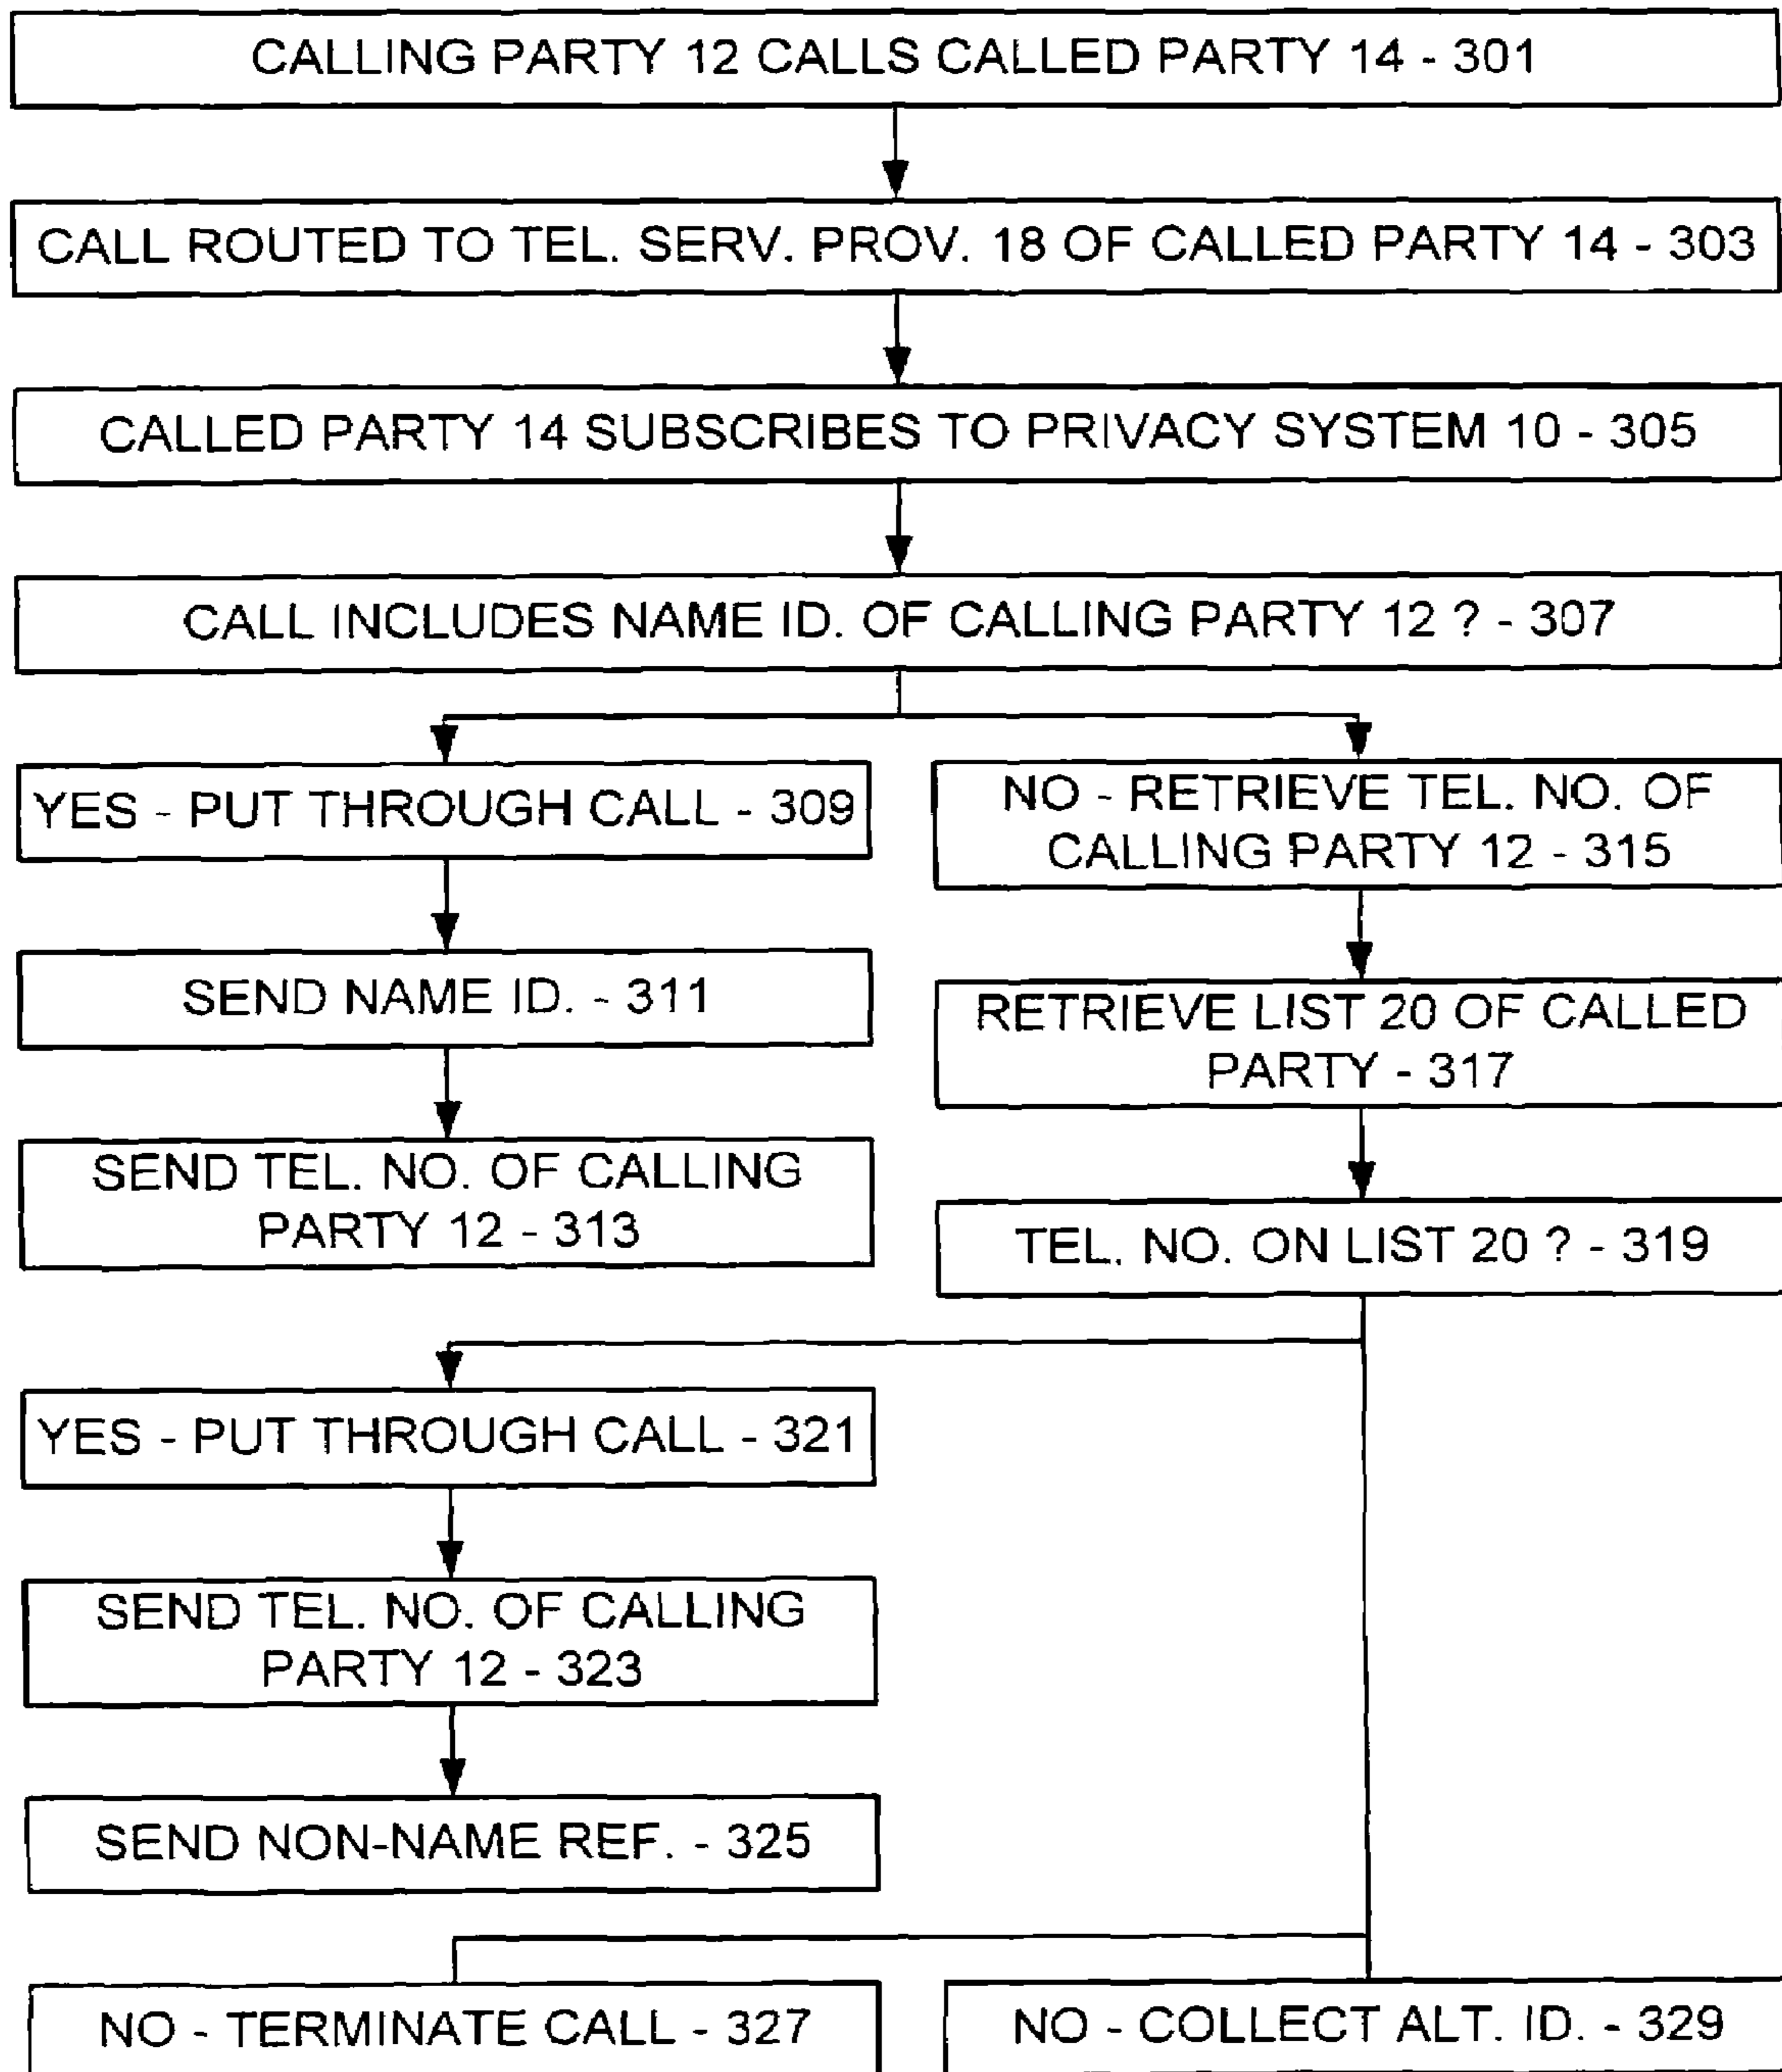 CALLING PARTY 12 CALLS CALLED PARTY 14 - 301
CALL ROUTED TO TEL. SERV. PROV. 18 OF CALLED PARTY 14 - 303
CALLED PARTY 14 SUBSCRIBES TO PRIVACY SYSTEM 10 - 305
CALL INCLUDES NAME ID. OF CALLING PARTY 12 ? - 307
YES - PUT THROUGH CALL - 309
SEND NAME ID. - 311
SEND TEL. NO. OF CALLING
PARTY 12 - 313
NO - RETRIEVE TEL. NO. OF
CALLING PARTY 12 - 315
RETRIEVE LIST 20 OF CALLED
PARTY - 317
TEL. NO. ON LIST 20 ? - 319
YES - PUT THROUGH CALL - 321
SEND TEL. NO. OF CALLING
PARTY 12 - 323
SEND NON-NAME REF. - 325
NO - TERMINATE CALL - 327
NO - COLLECT ALT. ID. - 329